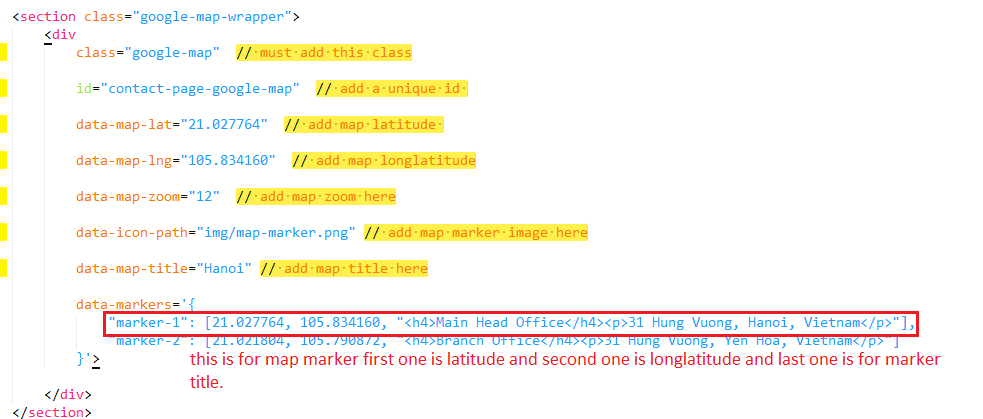 <section class="google-map-wrapper">
<div
class="google-map" // must add this class
id="contact-page-google-map" // add a unique id
data-map-lat="21.027764" // add map latitude
data-map-lng="105.834160" // add map longlatitude
data-map-zoom="12" // add map zoom here
data-icon-path="img/map-marker.png" // add map marker image here
data-map-title="Hanoi" // add map title here
data-markers='{
"marker-1": [21.027764, 105.834160, "<h4>Main Head Office</h4><p>31 Hung Vuong, Hanoi, Vietnam</p>"],
"marker-2": [21.021804, 105.790872, "<h4>Branch Office</h4><p>31 Hung Vuong, Yen Hoa, Vietnam</p>"]
}'>
this is for map marker first one is latitude and second one is longlatitude and last one is for marker
title.
</div>
</section>